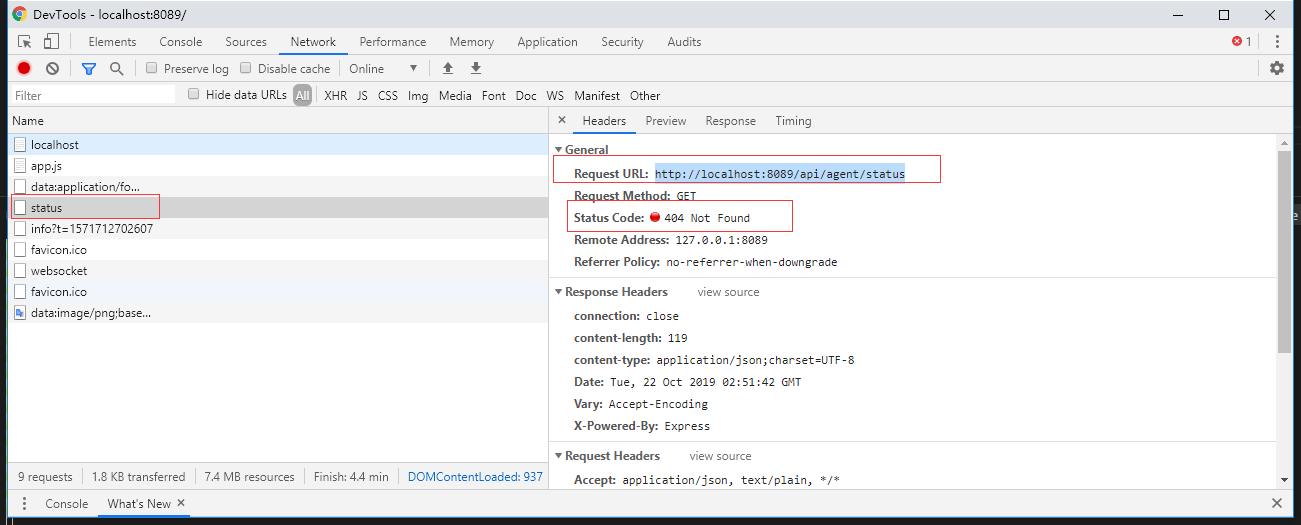 DevTools - localhost:8089/
Elements Console Sources Network Performance Memory Application Security Audits 1
Preserve log Disable cache Online
Filter Hide data URLs All XHR JS CSS Img Media Font Doc WS Manifest Other
Name
localhost
app.js
data:application/fo...
status
info?t=1571712702607
favicon.ico
websocket
favicon.ico
data:image/png;base...
9 requests 1.8 KB transferred 7.4 MB resources Finish: 4.4 min DOMContentLoaded: 937
× Headers Preview Response Timing
General
Request URL: http://localhost:8089/api/agent/status
Request Method: GET
Status Code: 404 Not Found
Remote Address: 127.0.0.1:8089
Referrer Policy: no-referrer-when-downgrade
Response Headers view source
connection: close
content-length: 119
content-type: application/json;charset=UTF-8
Date: Tue, 22 Oct 2019 02:51:42 GMT
Vary: Accept-Encoding
X-Powered-By: Express
Request Headers view source
Accept: application/json, text/plain, */*
Console What's New ×